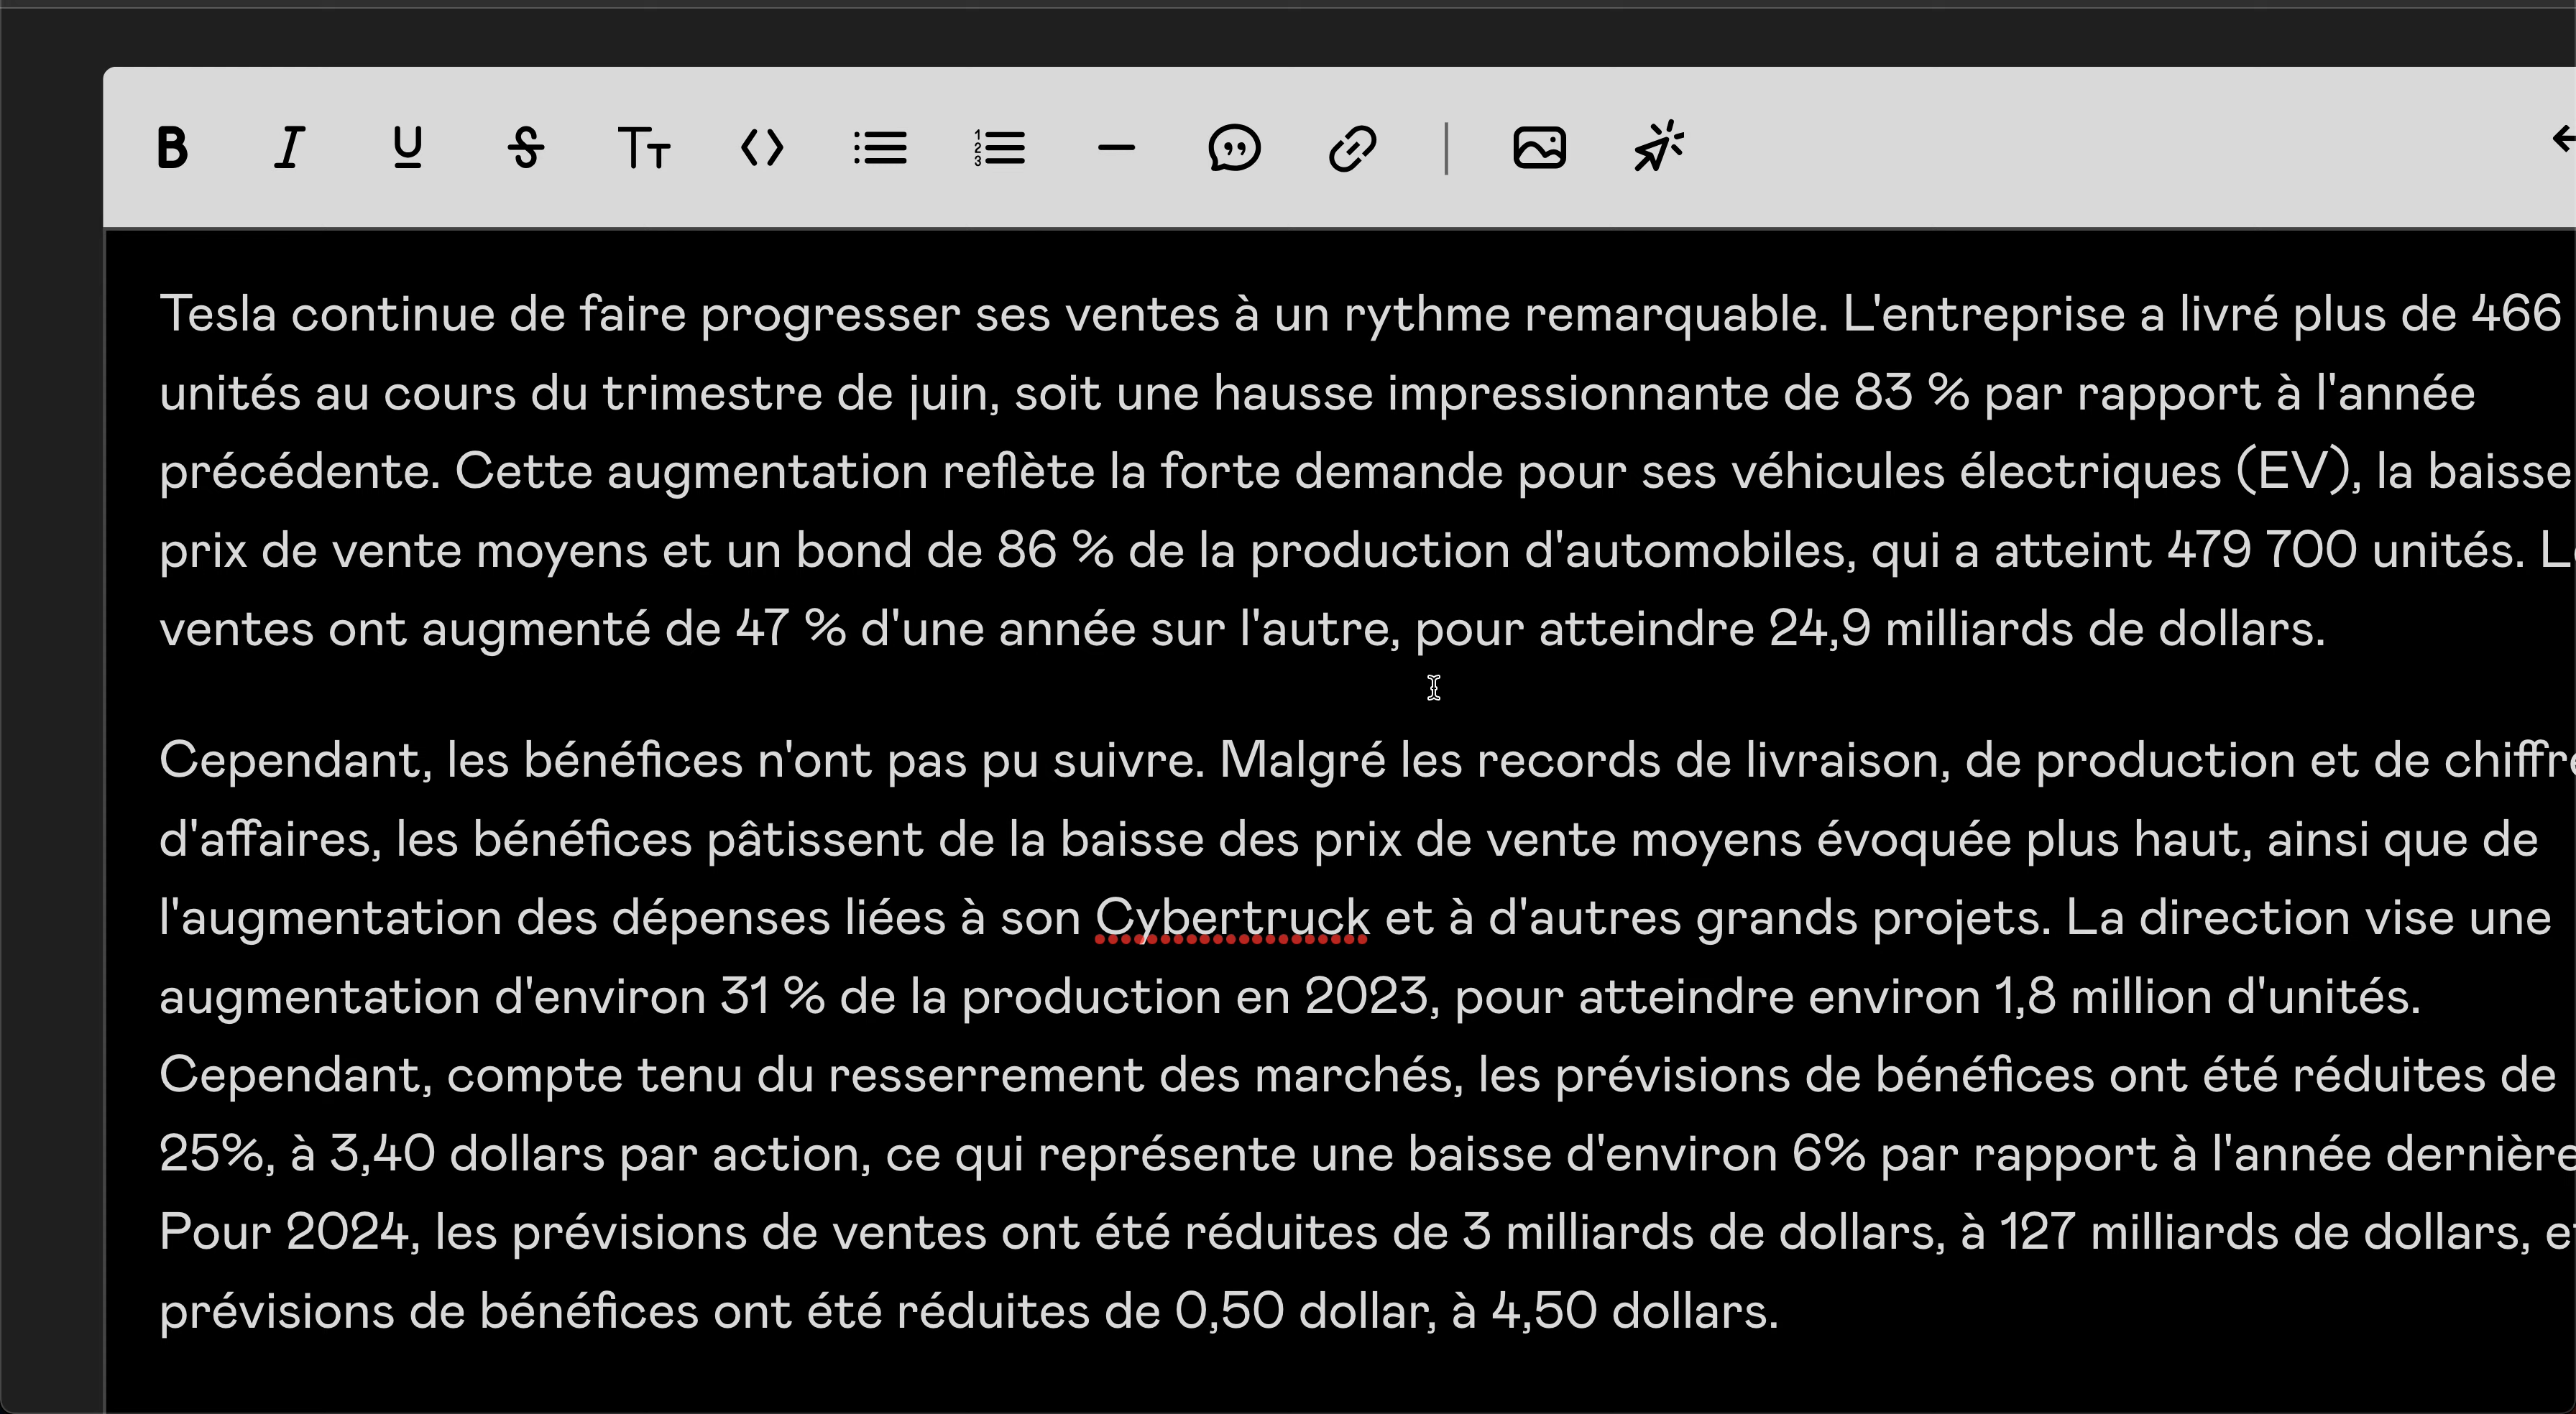 Tesla continue de faire progresser ses ventes à un rythme remarquable. L'entreprise a livré plus de 466
unités au cours du trimestre de juin, soit une hausse impressionnante de 83 % par rapport à l'année
précédente. Cette augmentation reflète la forte demande pour ses véhicules électriques (EV), la baisse
prix de vente moyens et un bond de 86 % de la production d'automobiles, qui a atteint 479 700 unités.
ventes ont augmenté de 47 % d'une année sur l'autre, pour atteindre 24,9 milliards de dollars.
Cependant, les bénéfices n'ont pas pu suivre. Malgré les records de livraison, de production et de
d'affaires, les bénéfices pâtissent de la baisse des prix de vente moyens évoquée plus haut, ainsi que de
l'augmentation des dépenses liées à son Cybertruck et à d'autres grands projets. La direction vise une
augmentation d'environ 31 % de la production en 2023, pour atteindre environ 1,8 million d'unités.
Cependant, compte tenu du resserrement des marchés, les prévisions de bénéfices ont été réduites de
25%, à 3,40 dollars par action, ce qui représente une baisse d'environ 6% par rapport à l'année dernière
Pour 2024, les prévisions de ventes ont été réduites de 3 milliards de dollars, à 127 milliards de dollars,
prévisions de bénéfices ont été réduites de 0,50 dollar, à 4,50 dollars.